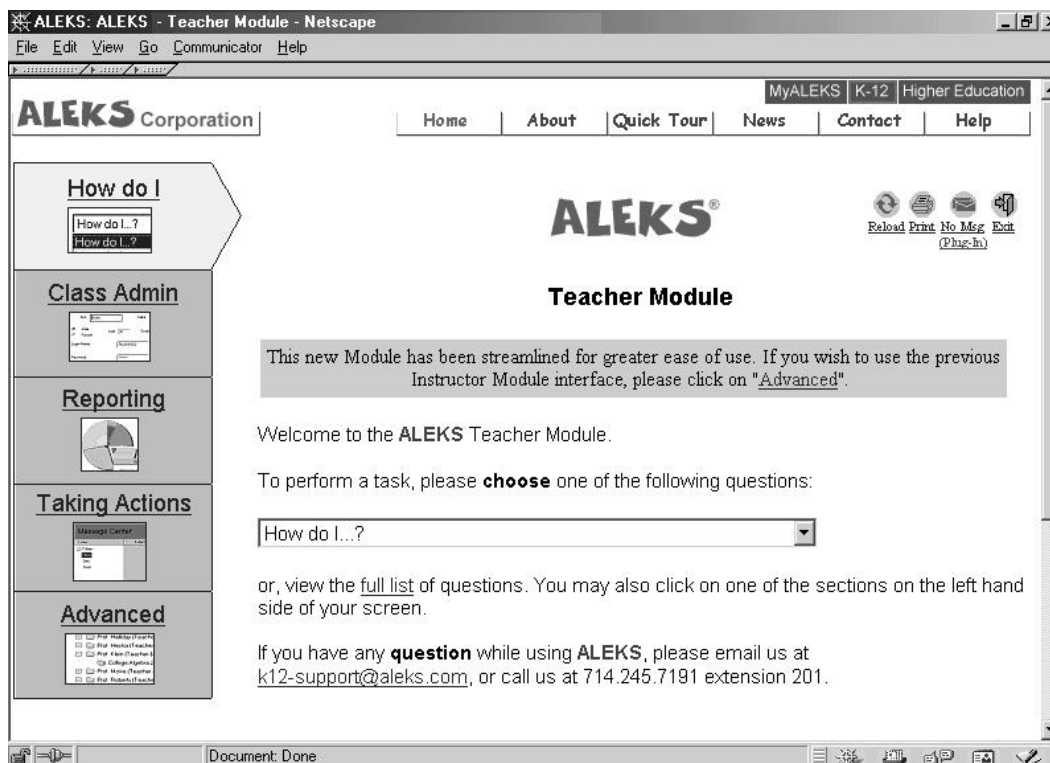 ALEKS: ALEKS - Teacher Module - Netscape
File Edit View Go Communicator Help
MyALEKS K-12 Higher Education
ALEKS Corporation
Home About Quick Tour News Contact Help
How do I
How do I...?
How do I...?
ALEKS®
Reload Print No Msg Exit
(Plug-In)
Class Admin
Teacher Module
This new Module has been streamlined for greater ease of use. If you wish to use the previous
Instructor Module interface, please click on "Advanced".
Reporting
Welcome to the ALEKS Teacher Module.
To perform a task, please choose one of the following questions:
Taking Actions
Message Center
How do I...?
or, view the full list of questions. You may also click on one of the sections on the left hand
side of your screen.
Advanced
If you have any question while using ALEKS, please email us at
k12-support@aleks.com, or call us at 714.245.7191 extension 201.
Document: Done